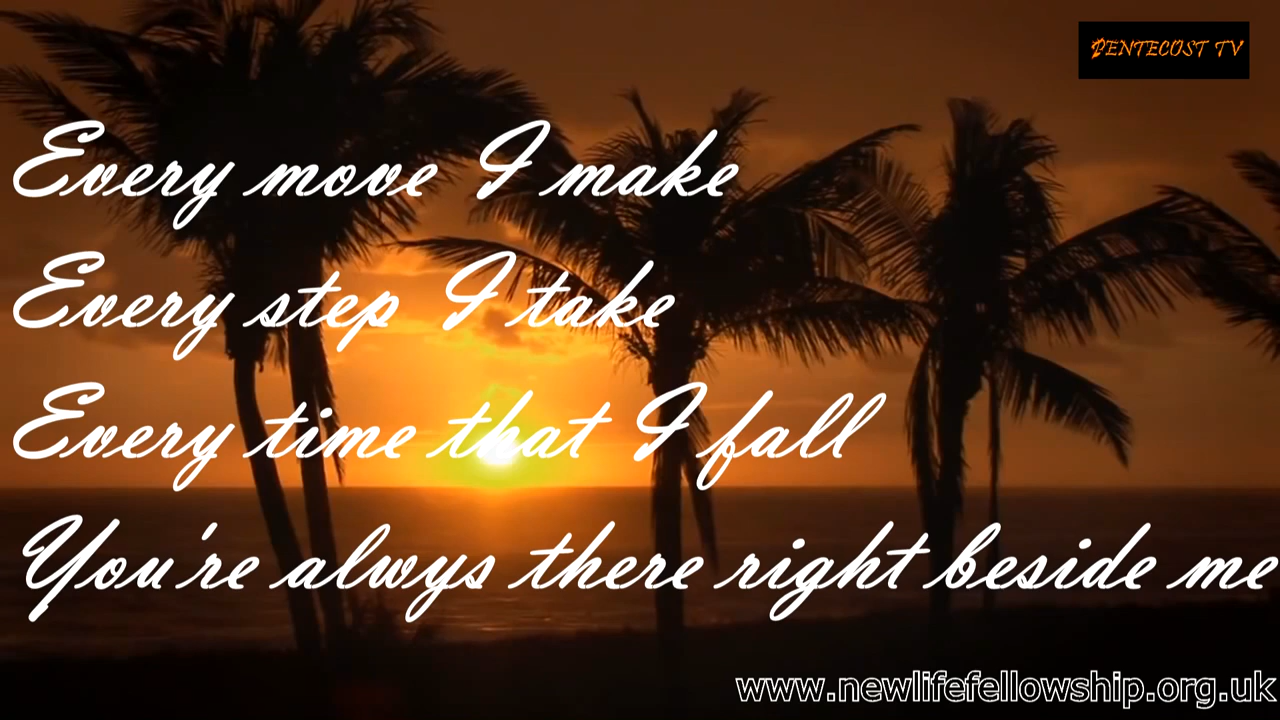 PENTECOST TV
Every move I make
Every step I take
Every time that I fall
You're alwys there right beside me
www.newlifefellowship.org.uk